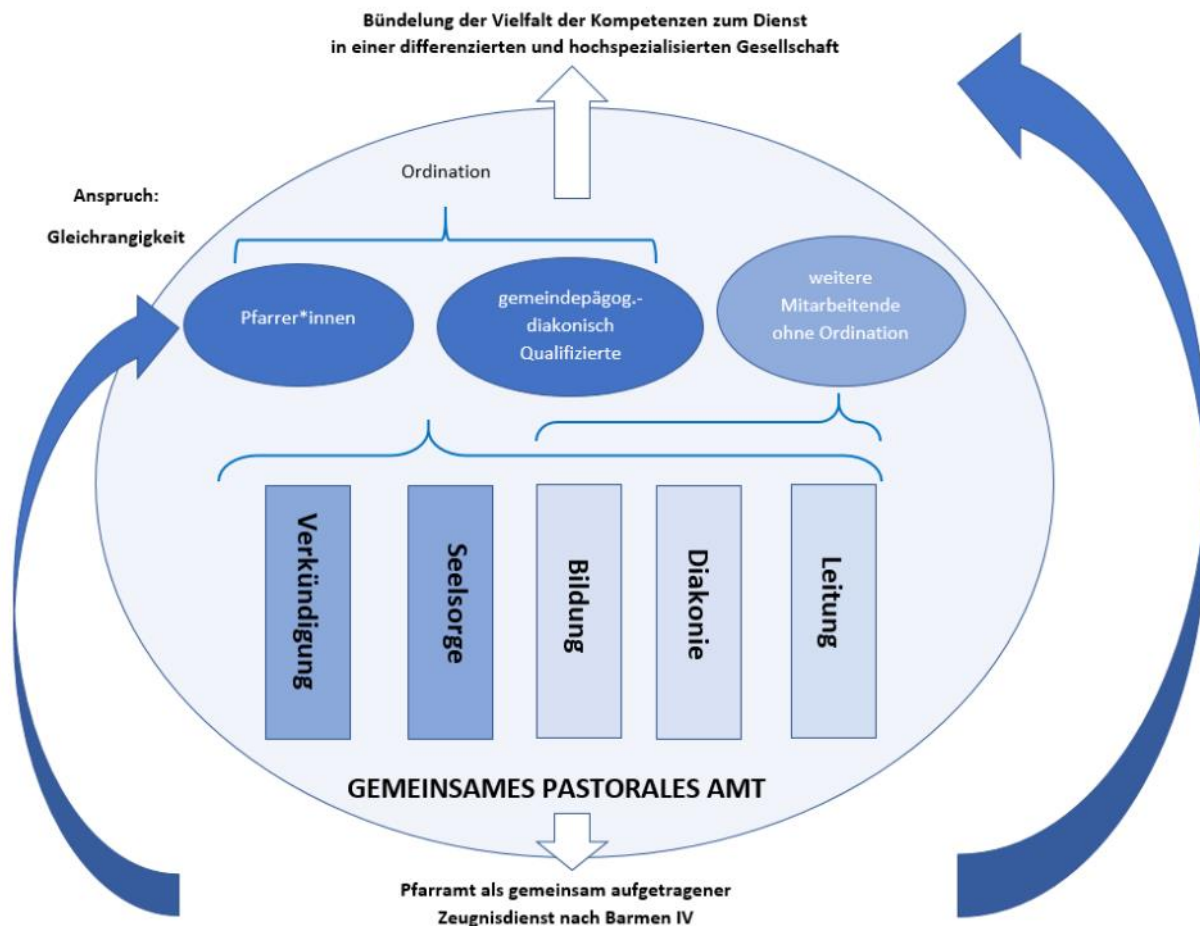 Bündelung der Vielfalt der Kompetenzen zum Dienst
in einer differenzierten und hochspezialisierten Gesellschaft
Ordination
Anspruch:
Gleichrangigkeit
Pfarrer*innen
gemeindepägog.-
diakonisch
Qualifizierte
weitere
Mitarbeitende
ohne Ordination
Verkündigung
Seelsorge
Bildung
Diakonie
Leitung
GEMEINSAMES PASTORALES AMT
Pfarramt als gemeinsam aufgetragener
Zeugnisdienst nach Barmen IV